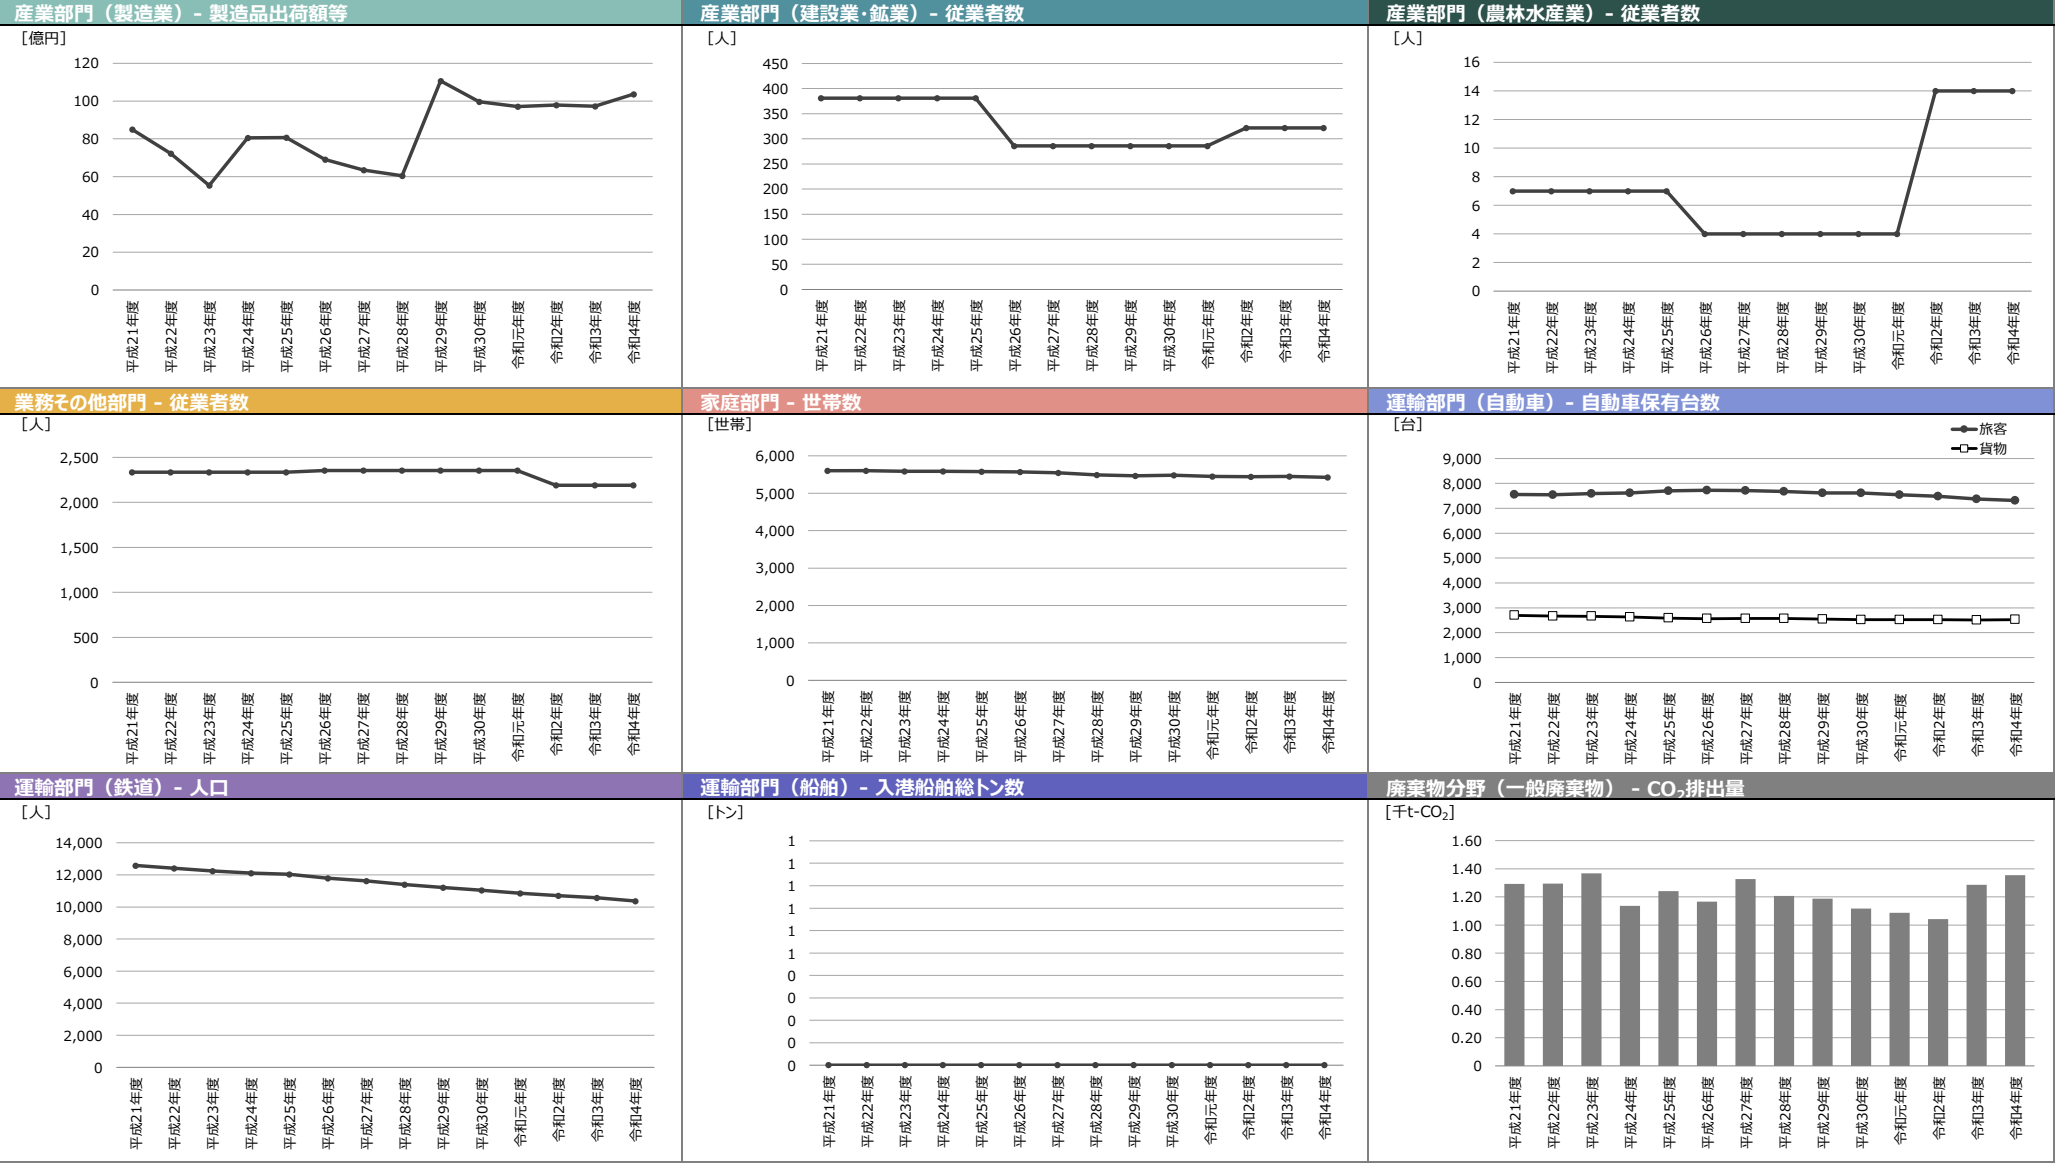 産業部門（製造業）- 製造品出荷額等
[億円]
120
100
80
60
40
20
0
平成21年度
平成22年度
平成23年度
平成24年度
平成25年度
平成26年度
平成27年度
平成28年度
平成29年度
平成30年度
令和元年度
令和2年度
令和3年度
令和4年度
産業部門（建設業・鉱業）- 従業者数
[人]
450
400
350
300
250
200
150
100
50
0
平成21年度
平成22年度
平成23年度
平成24年度
平成25年度
平成26年度
平成27年度
平成28年度
平成29年度
平成30年度
令和元年度
令和2年度
令和3年度
令和4年度
産業部門（農林水産業）- 従業者数
[人]
16
14
12
10
8
6
4
2
0
平成21年度
平成22年度
平成23年度
平成24年度
平成25年度
平成26年度
平成27年度
平成28年度
平成29年度
平成30年度
令和元年度
令和2年度
令和3年度
令和4年度
業務その他部門 - 従業者数
[人]
2,500
2,000
1,500
1,000
500
0
平成21年度
平成22年度
平成23年度
平成24年度
平成25年度
平成26年度
平成27年度
平成28年度
平成29年度
平成30年度
令和元年度
令和2年度
令和3年度
令和4年度
家庭部門 - 世帯数
[世帯]
6,000
5,000
4,000
3,000
2,000
1,000
0
平成21年度
平成22年度
平成23年度
平成24年度
平成25年度
平成26年度
平成27年度
平成28年度
平成29年度
平成30年度
令和元年度
令和2年度
令和3年度
令和4年度
運輸部門（自動車）- 自動車保有台数
[台]
旅客
貨物
9,000
8,000
7,000
6,000
5,000
4,000
3,000
2,000
1,000
0
平成21年度
平成22年度
平成23年度
平成24年度
平成25年度
平成26年度
平成27年度
平成28年度
平成29年度
平成30年度
令和元年度
令和2年度
令和3年度
令和4年度
運輸部門（鉄道）- 人口
[人]
14,000
12,000
10,000
8,000
6,000
4,000
2,000
0
平成21年度
平成22年度
平成23年度
平成24年度
平成25年度
平成26年度
平成27年度
平成28年度
平成29年度
平成30年度
令和元年度
令和2年度
令和3年度
令和4年度
運輸部門（船舶）- 入港船舶総トン数
[トン]
1
1
1
1
1
1
0
0
0
0
0
平成21年度
平成22年度
平成23年度
平成24年度
平成25年度
平成26年度
平成27年度
平成28年度
平成29年度
平成30年度
令和元年度
令和2年度
令和3年度
令和4年度
廃棄物分野（一般廃棄物） - CO₂排出量
[千t-CO₂]
1.60
1.40
1.20
1.00
0.80
0.60
0.40
0.20
0
平成21年度
平成22年度
平成23年度
平成24年度
平成25年度
平成26年度
平成27年度
平成28年度
平成29年度
平成30年度
令和元年度
令和2年度
令和3年度
令和4年度